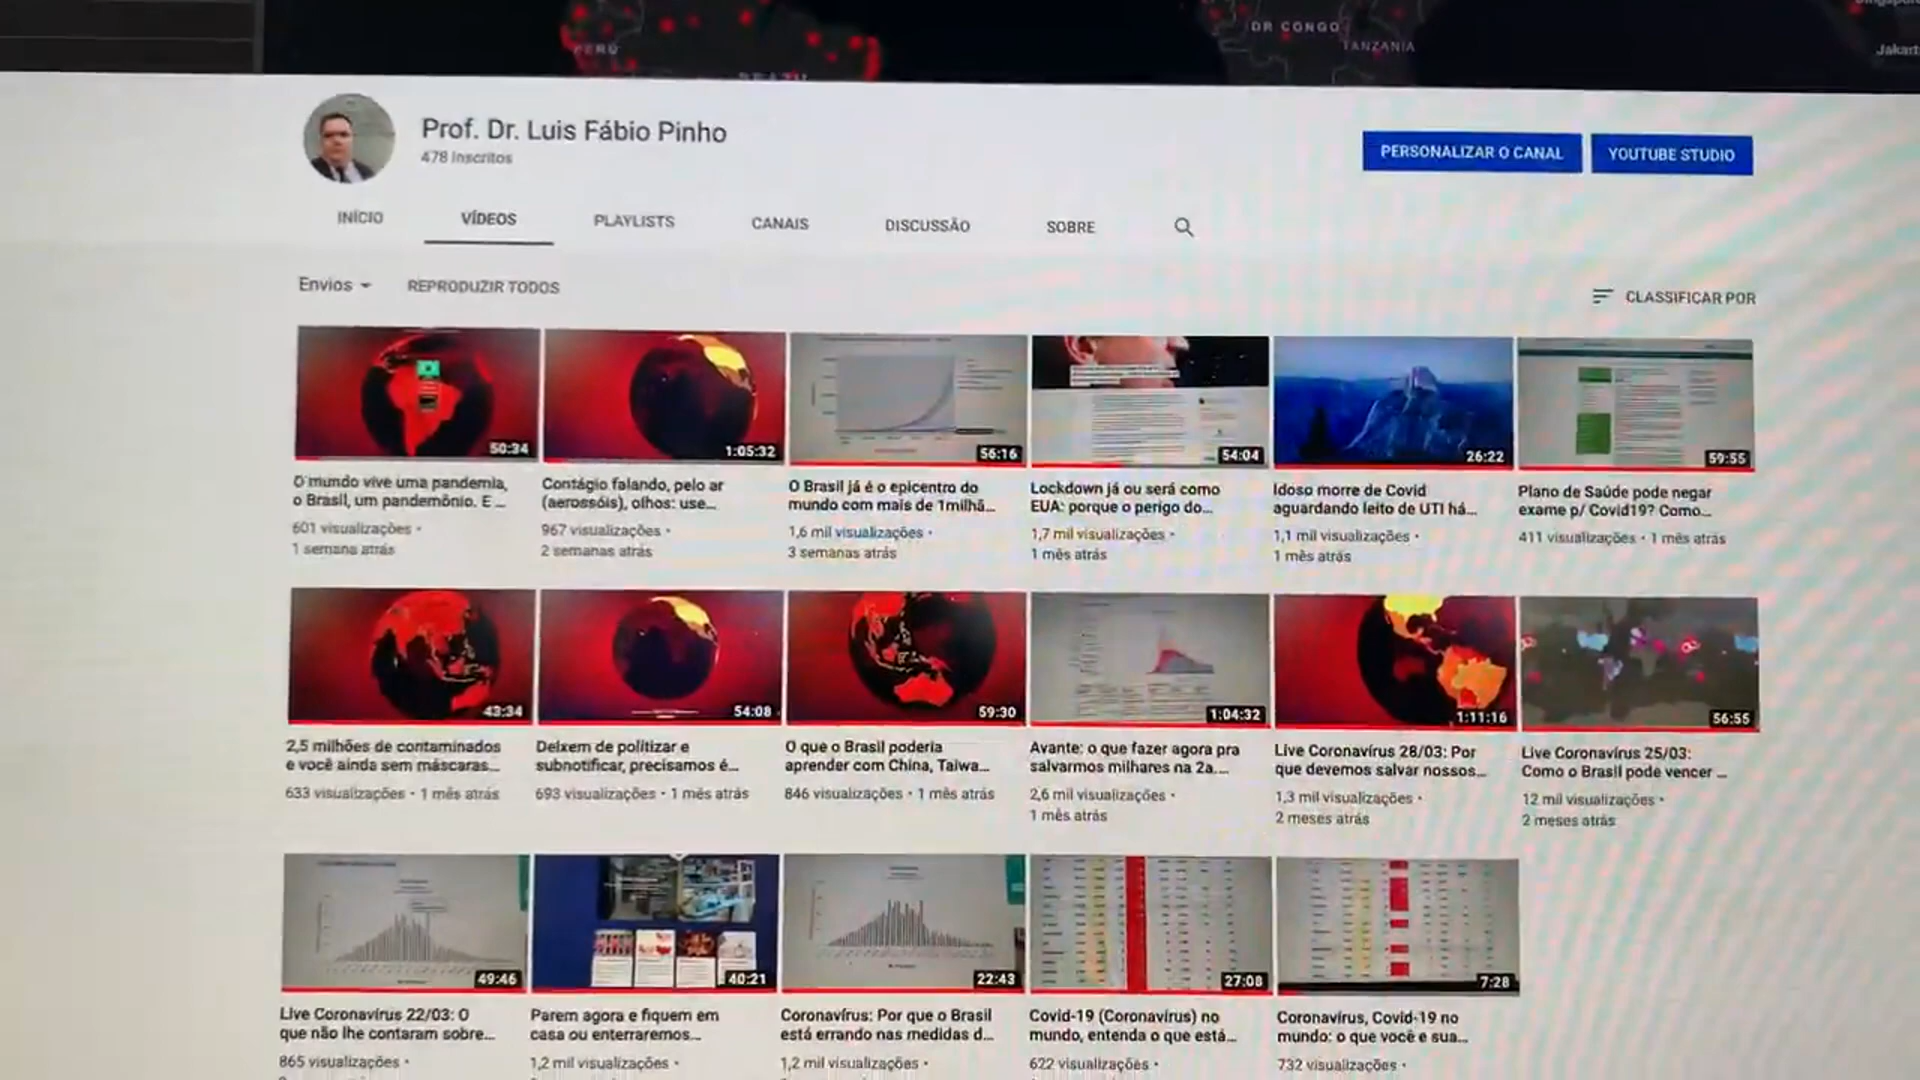 PERU
BRAZIL
DR CONGO
TANZANIA
Prof. Dr. Luis Fábio Pinho
478 inscritos
PERSONALIZAR O CANAL
YOUTUBE STUDIO
INÍCIO
VÍDEOS
PLAYLISTS
CANAIS
DISCUSSÃO
SOBRE
Envios
REPRODUZIR TODOS
CLASSIFICAR POR
50:34
1:05:32
56:16
54:04
26:22
59:55
O mundo vive uma pandemia,
o Brasil, um pandemônio. E ...
601 visualizações •
1 semana atrás
Contágio falando, pelo ar
(aerossóis), olhos: use...
967 visualizações •
2 semanas atrás
O Brasil já é o epicentro do
mundo com mais de 1milhã...
1,6 mil visualizações •
3 semanas atrás
Lockdown já ou será como
EUA: porque o perigo do...
1,7 mil visualizações •
1 mês atrás
Idoso morre de Covid
aguardando leito de UTI há...
1,1 mil visualizações •
1 mês atrás
Plano de Saúde pode negar
exame p/ Covid19? Como...
411 visualizações • 1 mês atrás
43:34
54:08
59:30
1:04:32
1:11:16
56:55
2,5 milhões de contaminados
e você ainda sem máscaras...
633 visualizações • 1 mês atrás
Deixem de politizar e
subnotificar, precisamos é...
693 visualizações • 1 mês atrás
O que o Brasil poderia
aprender com China, Taiwa...
846 visualizações • 1 mês atrás
Avante: o que fazer agora pra
salvarmos milhares na 2a....
2,6 mil visualizações •
1 mês atrás
Live Coronavírus 28/03: Por
que devemos salvar nossos...
1,3 mil visualizações •
2 meses atrás
Live Coronavírus 25/03:
Como o Brasil pode vencer ...
12 mil visualizações •
2 meses atrás
49:46
40:21
22:43
27:08
7:28
Live Coronavírus 22/03: O
que não lhe contaram sobre...
865 visualizações •
Parem agora e fiquem em
casa ou enterraremos...
1,2 mil visualizações •
Coronavírus: Por que o Brasil
está errando nas medidas d...
1,2 mil visualizações •
Covid-19 (Coronavírus) no
mundo, entenda o que está...
622 visualizações •
Coronavírus, Covid-19 no
mundo: o que você e sua...
732 visualizações •